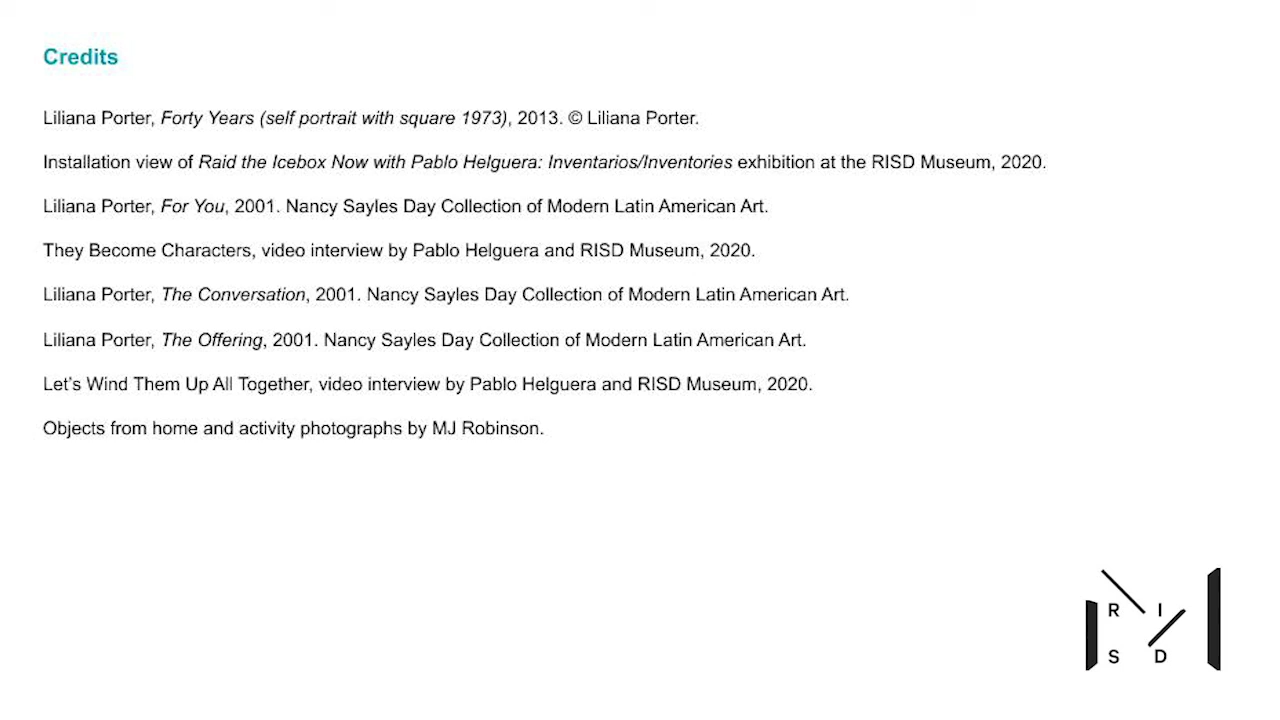 Credits
Liliana Porter, Forty Years (self portrait with square 1973), 2013. © Liliana Porter.
Installation view of Raid the Icebox Now with Pablo Helguera: Inventarios/Inventories exhibition at the RISD Museum, 2020.
Liliana Porter, For You, 2001. Nancy Sayles Day Collection of Modern Latin American Art.
They Become Characters, video interview by Pablo Helguera and RISD Museum, 2020.
Liliana Porter, The Conversation, 2001. Nancy Sayles Day Collection of Modern Latin American Art.
Liliana Porter, The Offering, 2001. Nancy Sayles Day Collection of Modern Latin American Art.
Let’s Wind Them Up All Together, video interview by Pablo Helguera and RISD Museum, 2020.
Objects from home and activity photographs by MJ Robinson.
R I
S D